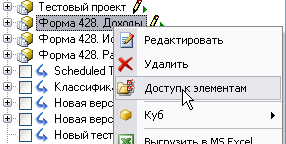 Тестовый проект
Форма 428. Доходы
Форма 428. Ис
Форма 428.
Scheduled T
Классифик
Новая верс
Новая верс
Новый тест
Редактировать
Удалить
Доступ к элементам
Куб
Выгрузить в MS Excel